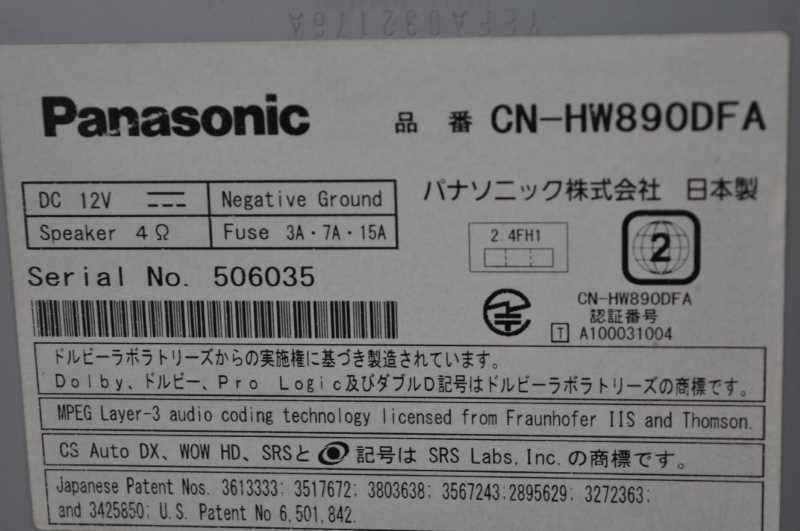 YEFA0321176A
Panasonic 品 番 CN-HW890DFA
DC 12V Negative Ground
Speaker 4Ω Fuse 3A・7A・15A
パナソニック株式会社 日本製
2.4FH1
2
Serial No. 506035
CN-HW890DFA
認証番号
T A100031004
ドルビーラボラトリーズからの実施権に基づき製造されています。
Dolby、ドルビー、Pro Logic及びダブルD記号はドルビーラボラトリーズの商標です。
MPEG Layer-3 audio coding technology licensed from Fraunhofer IIS and Thomson.
CS Auto DX、WOW HD、SRSと 記号は SRS Labs,Inc.の商標です。
Japanese Patent Nos. 3613333; 3517672; 3803638; 3567243;2895629; 3272363;
and 3425850; U.S. Patent No 6,501,842.